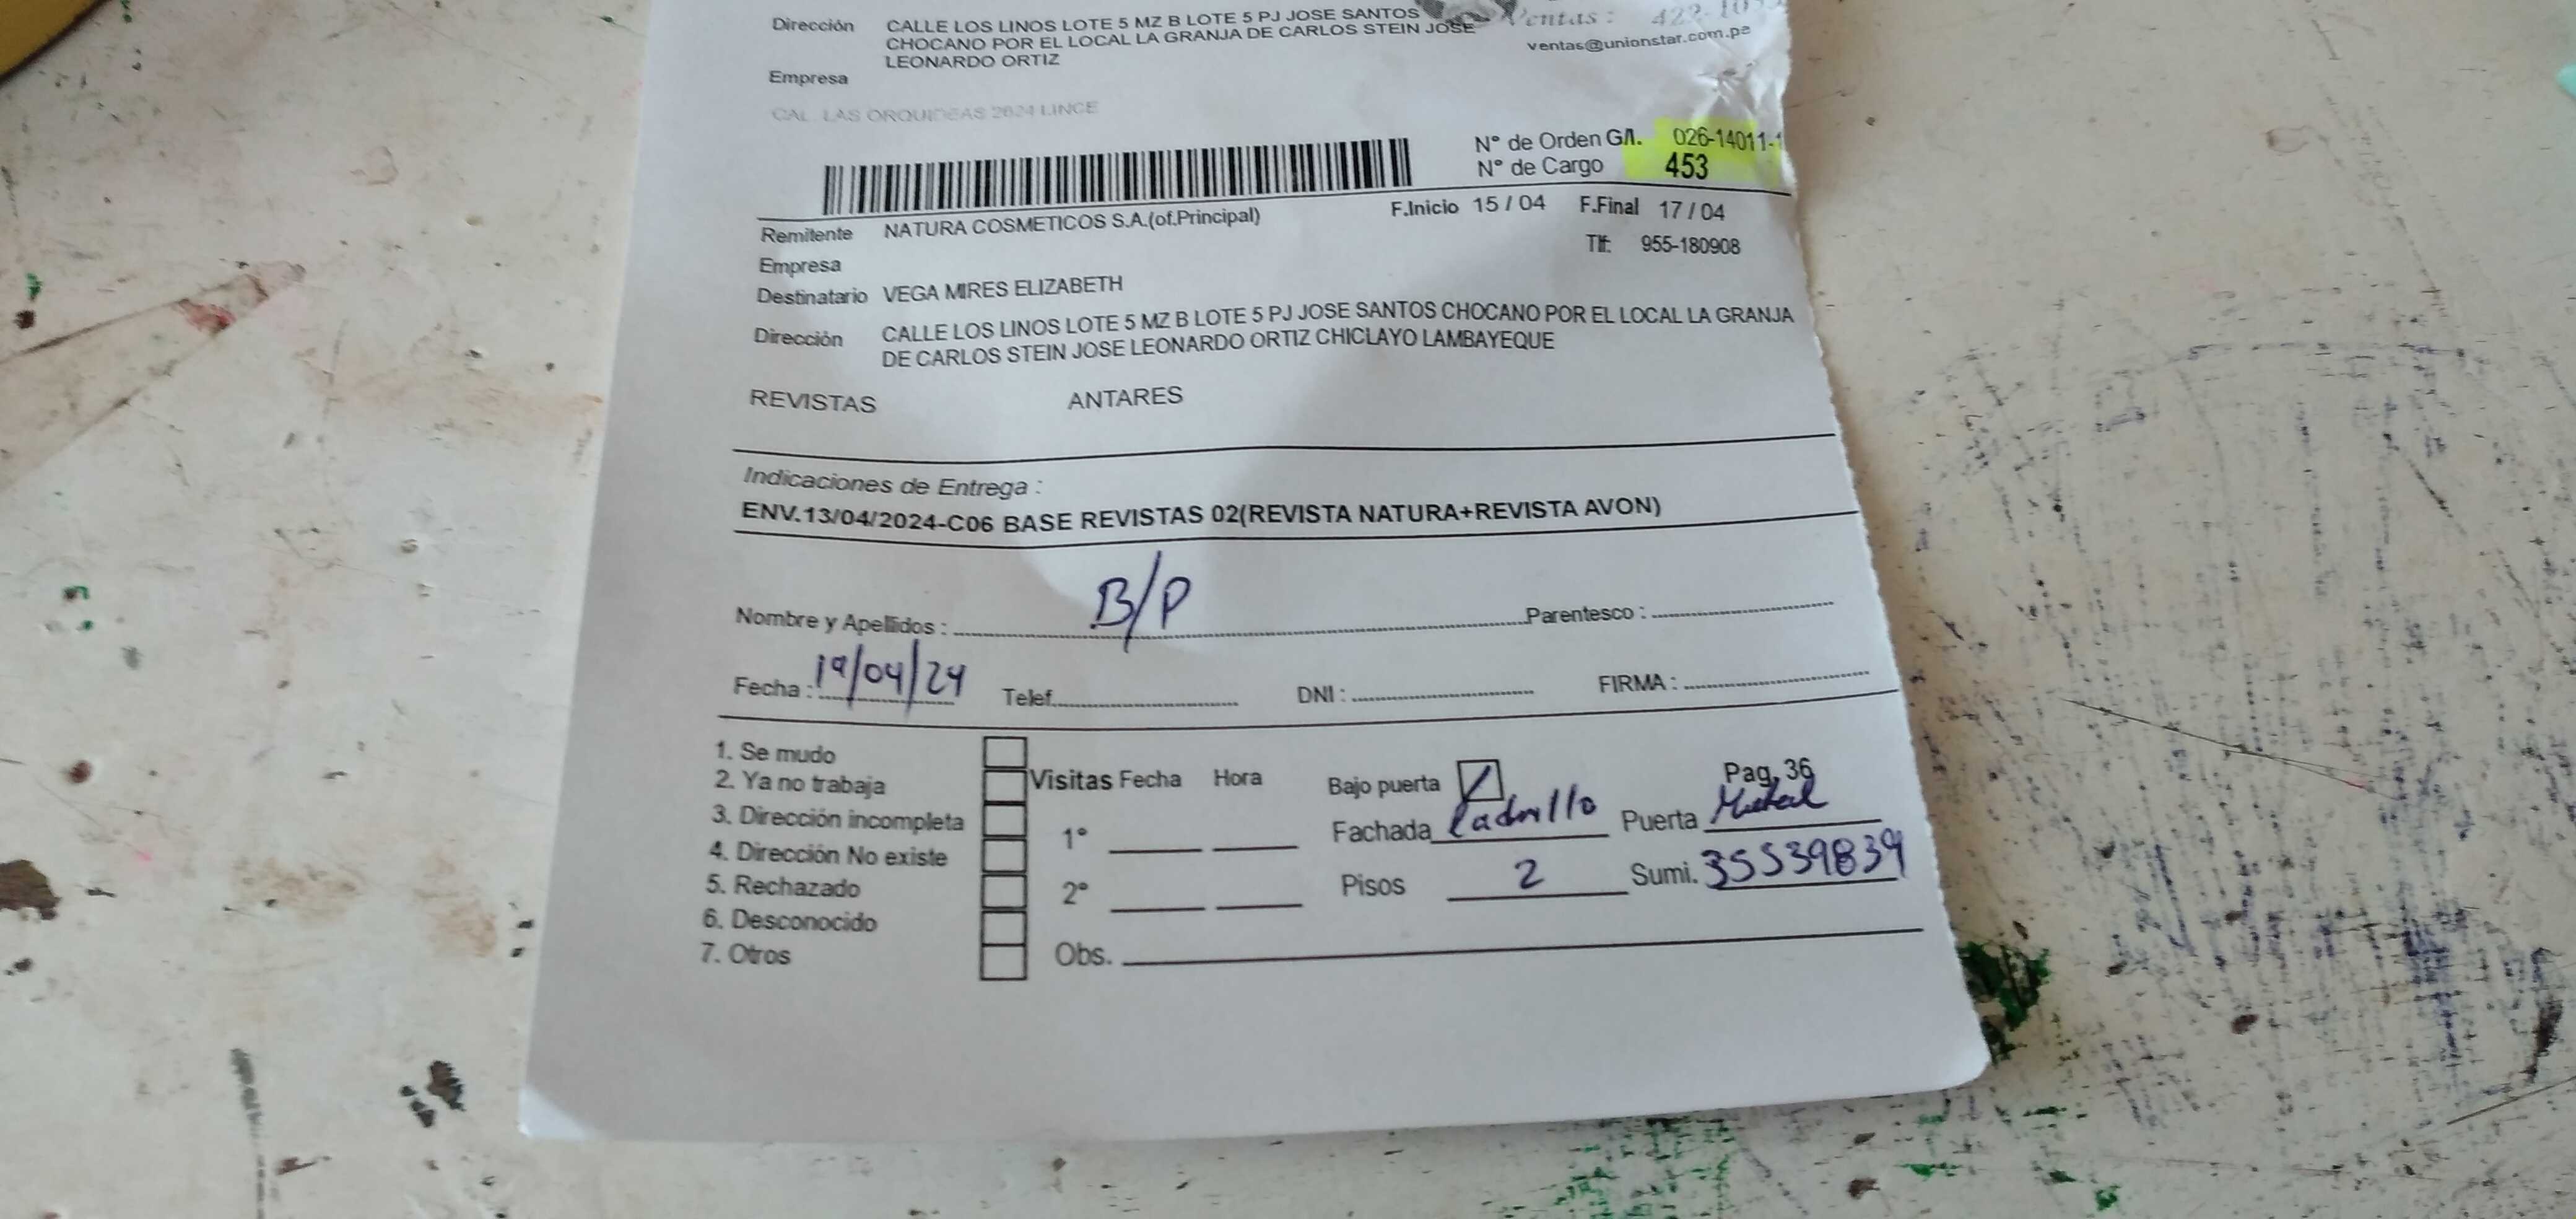 Dirección CALLE LOS LINOS LOTE 5 MZ B LOTE 5 PJ JOSE SANTOS
CHOCANO POR EL LOCAL LA GRANJA DE CARLOS STEIN JOSE
LEONARDO ORTIZ
Ventas :
ventas@unionstar.com.pe
Empresa
CAL. LAS ORQUIDEAS 2624 LINCE
N° de Orden G/I. 026-14011-1
N° de Cargo 453
Remitente NATURA COSMETICOS S.A.(of.Principal) F.Inicio 15 / 04 F.Final 17 / 04
Empresa Tlf: 955-180908
Destinatario VEGA MIRES ELIZABETH
Dirección CALLE LOS LINOS LOTE 5 MZ B LOTE 5 PJ JOSE SANTOS CHOCANO POR EL LOCAL LA GRANJA
DE CARLOS STEIN JOSE LEONARDO ORTIZ CHICLAYO LAMBAYEQUE
REVISTAS ANTARES
Indicaciones de Entrega :
ENV.13/04/2024-C06 BASE REVISTAS 02(REVISTA NATURA+REVISTA AVON)
Nombre y Apellidos : B/P Parentesco :
Fecha : 19/04/24 Telef. DNI : FIRMA :
1. Se mudo
2. Ya no trabaja
3. Dirección incompleta
4. Dirección No existe
5. Rechazado
6. Desconocido
7. Otros
Visitas Fecha Hora
1°
2°
Obs.
Bajo puerta Pag. 36
Fachada Ladrillo Puerta Metal
Pisos 2 Sumi. 35539839